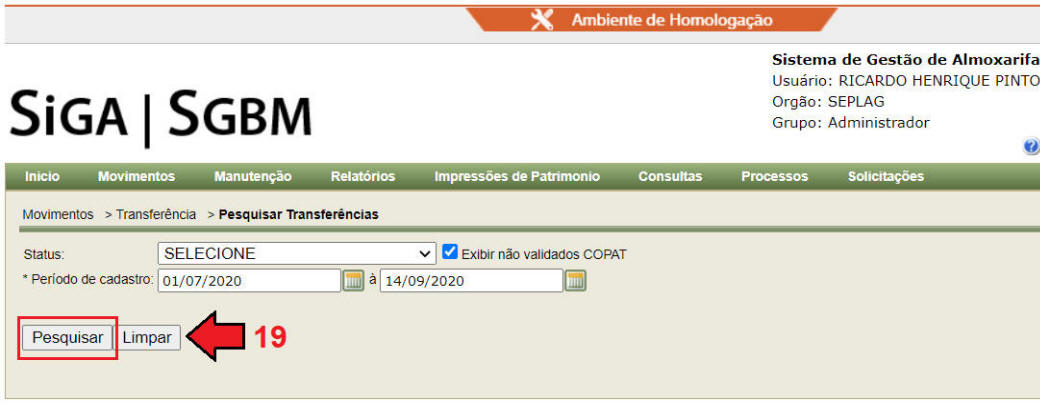 Ambiente de Homologação
Sistema de Gestão de Almoxarifa
Usuário: RICARDO HENRIQUE PINTO
Orgão: SEPLAG
Grupo: Administrador
SiGA | SGBM
Inicio Movimentos Manutenção Relatórios Impressões de Patrimonio Consultas Processos Solicitações
Movimentos > Transferência > Pesquisar Transferências
Status: SELECIONE Exibir não validados COPAT
* Período de cadastro: 01/07/2020 à 14/09/2020
Pesquisar Limpar 19